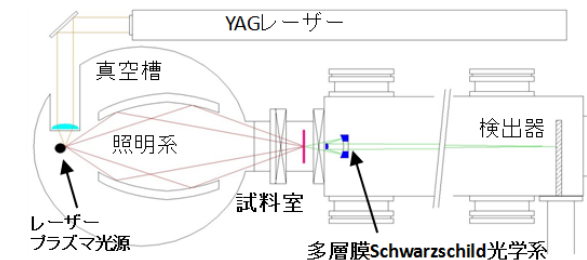 YAGレーザー
真空槽
照明系
検出器
試料室
レーザー
プラズマ光源
多層膜Schwarzschild光学系